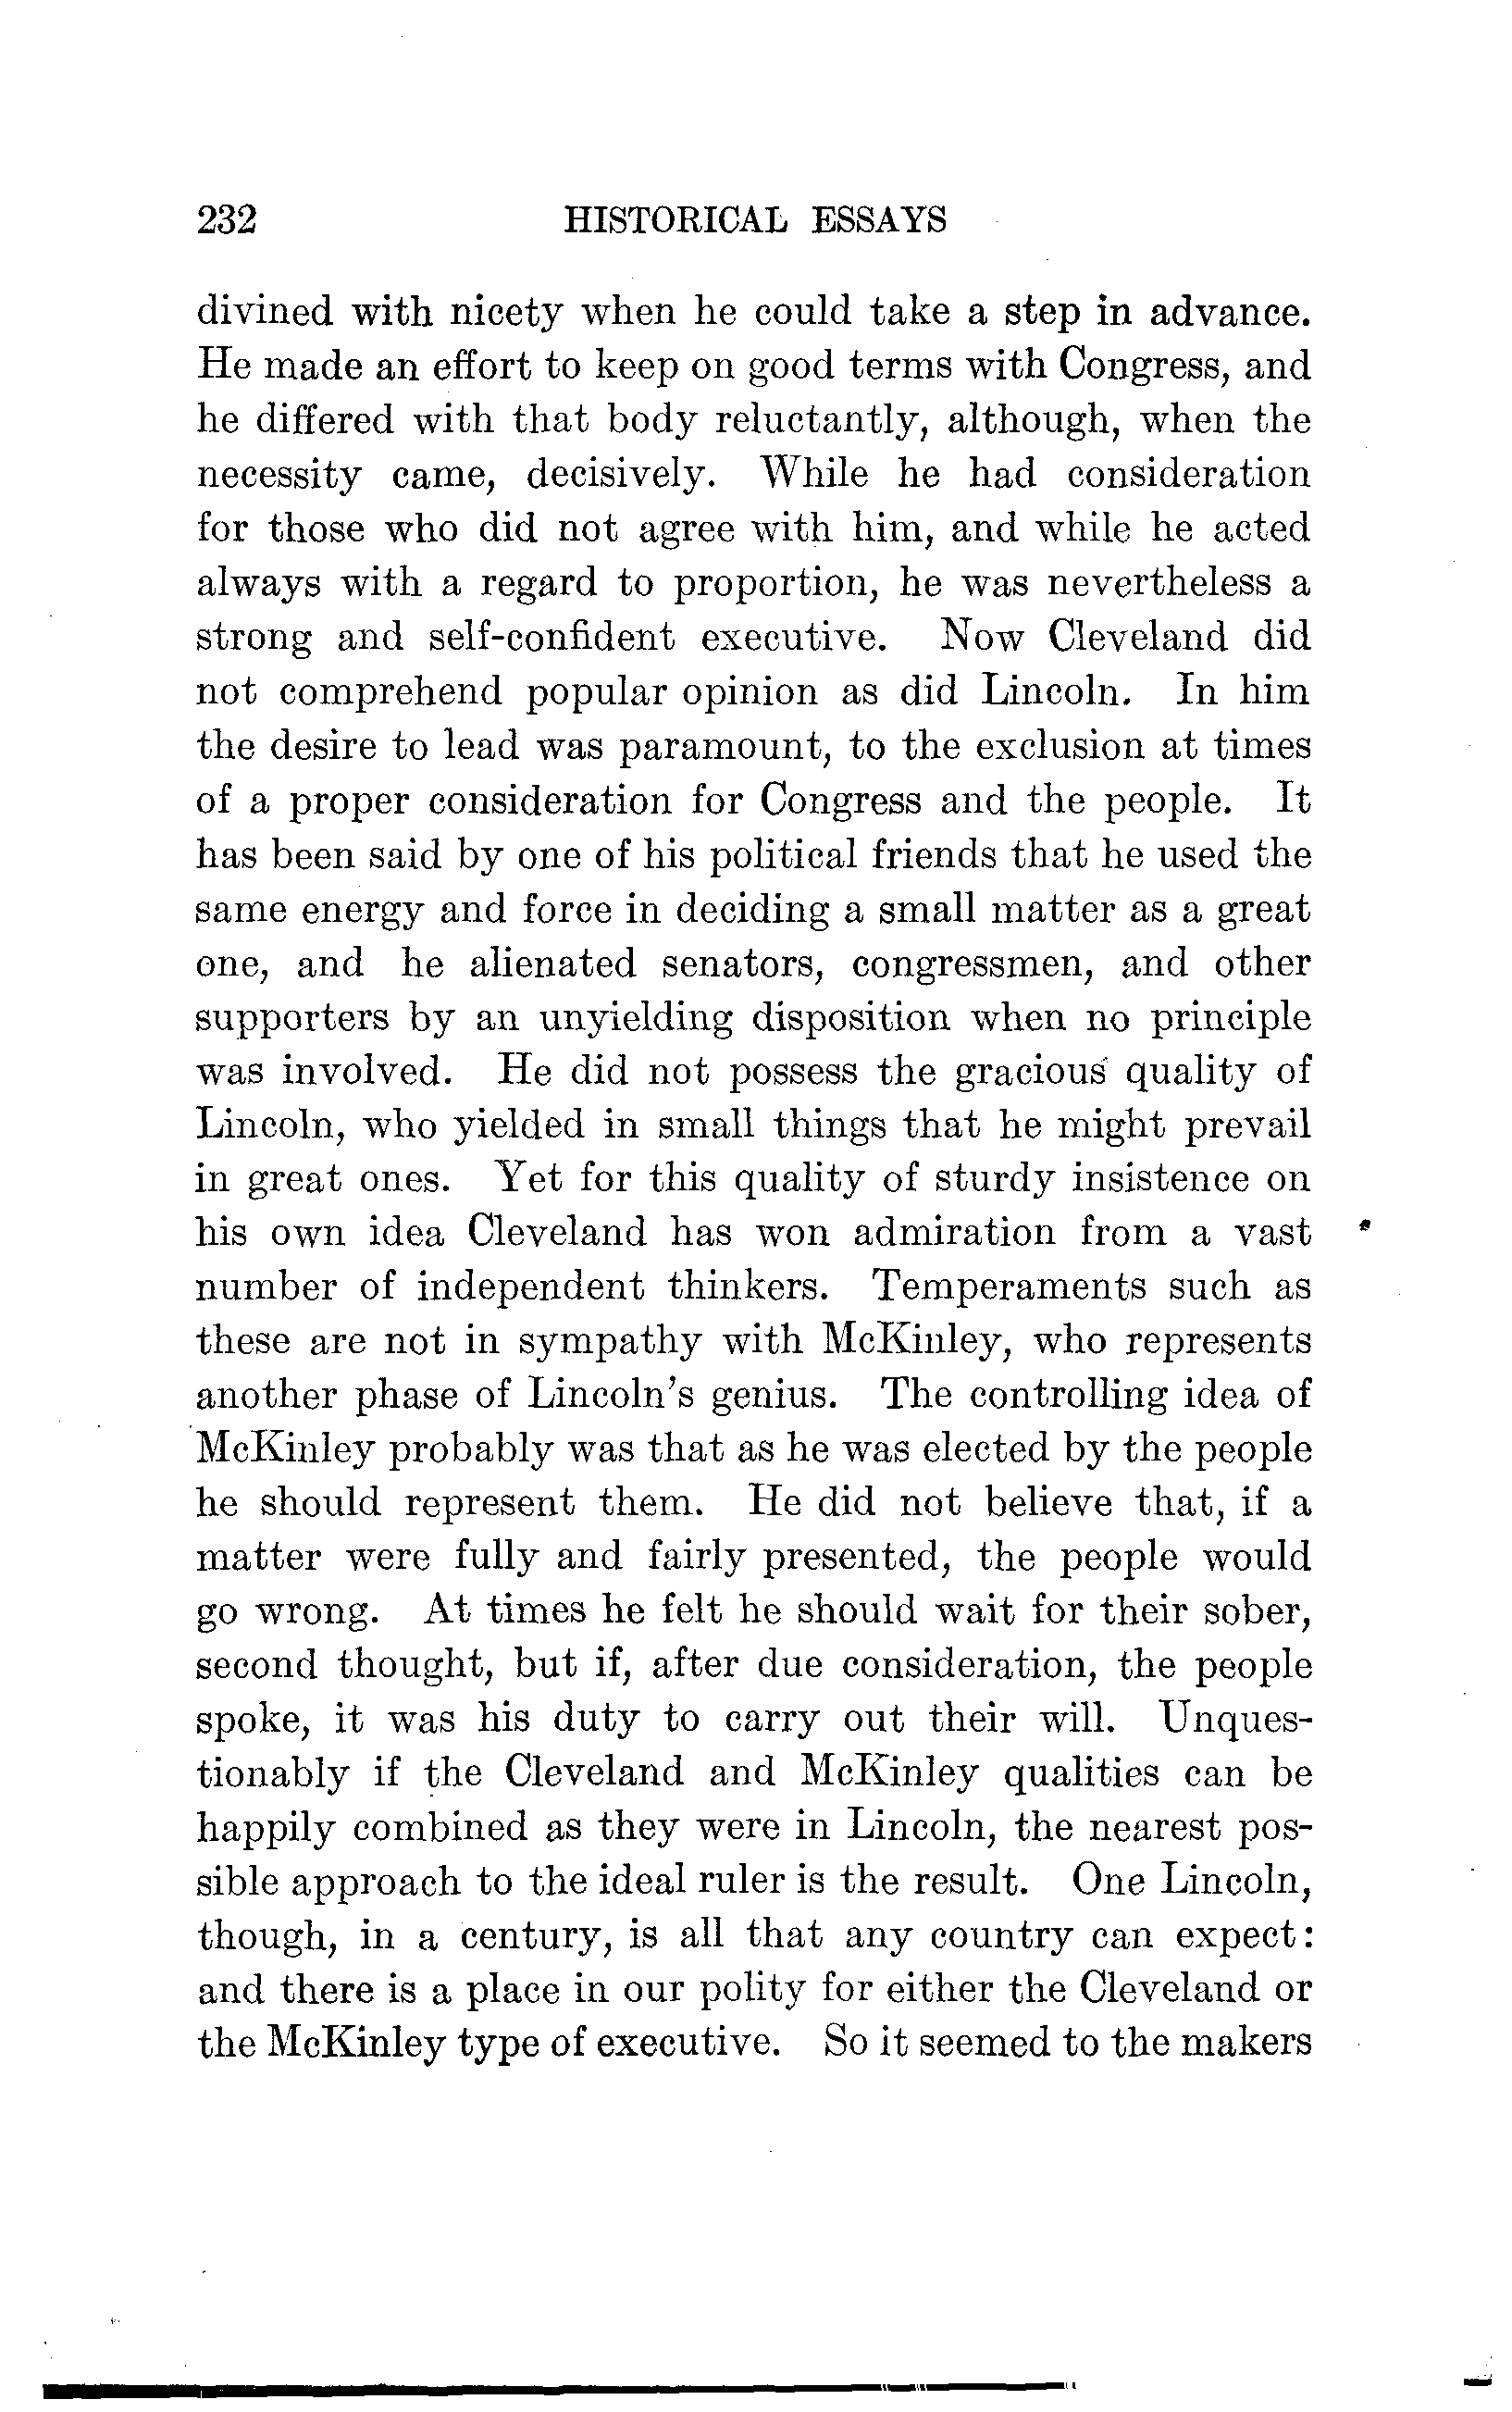 232 HISTORICAL ESSAYS
divined with nicety when he could take a step in advance.
He made an effort to keep on good terms with Congress, and
he differed with that body reluctantly, although, when the
necessity came, decisively. While he had consideration
for those who did not agree with him, and while he acted
always with a regard to proportion, he was nevertheless a
strong and self-confident executive. Now Cleveland did
not comprehend popular opinion as did Lincoln. In him
the desire to lead was paramount, to the exclusion at times
of a proper consideration for Congress and the people. It
has been said by one of his political friends that he used the
same energy and force in deciding a small matter as a great
one, and he alienated senators, congressmen, and other
supporters by an unyielding disposition when no principle
was involved. He did not possess the gracious quality of
Lincoln, who yielded in small things that he might prevail
in great ones. Yet for this quality of sturdy insistence on
his own idea Cleveland has won admiration from a vast
number of independent thinkers. Temperaments such as
these are not in sympathy with McKinley, who represents
another phase of Lincoln's genius. The controlling idea of
McKinley probably was that as he was elected by the people
he should represent them. He did not believe that, if a
matter were fully and fairly presented, the people would
go wrong. At times he felt he should wait for their sober,
second thought, but if, after due consideration, the people
spoke, it was his duty to carry out their will. Unques-
tionably if the Cleveland and McKinley qualities can be
happily combined as they were in Lincoln, the nearest pos-
sible approach to the ideal ruler is the result. One Lincoln,
though, in a century, is all that any country can expect:
and there is a place in our polity for either the Cleveland or
the McKinley type of executive. So it seemed to the makers